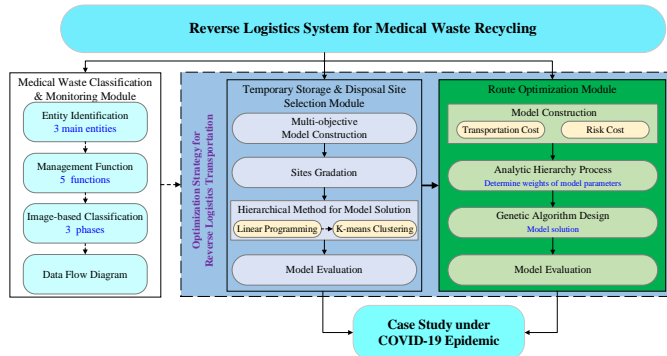 Reverse Logistics System for Medical Waste Recycling
Medical Waste Classification
& Monitoring Module
Entity Identification
3 main entities
Management Function
5 functions
Image-based Classification
3 phases
Data Flow Diagram
Optimization Strategy for
Reverse Logistics Transportation
Temporary Storage & Disposal Site
Selection Module
Multi-objective
Model Construction
Sites Gradation
Hierarchical Method for Model Solution
Linear Programming
K-means Clustering
Model Evaluation
Route Optimization Module
Model Construction
Transportation Cost
Risk Cost
Analytic Hierarchy Process
Determine weights of model parameters
Genetic Algorithm Design
Model solution
Model Evaluation
Case Study under
COVID-19 Epidemic